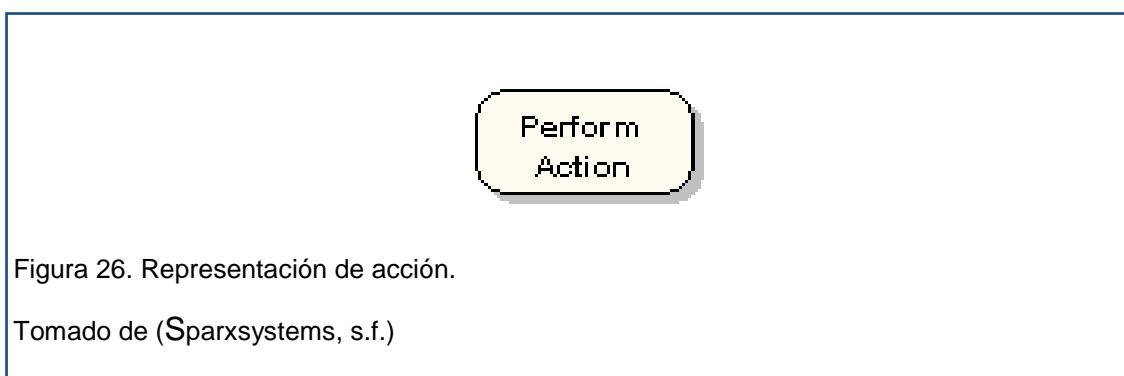 Perform
Action
Figura 26. Representación de acción.
Tomado de (Sparxsystems, s.f.)